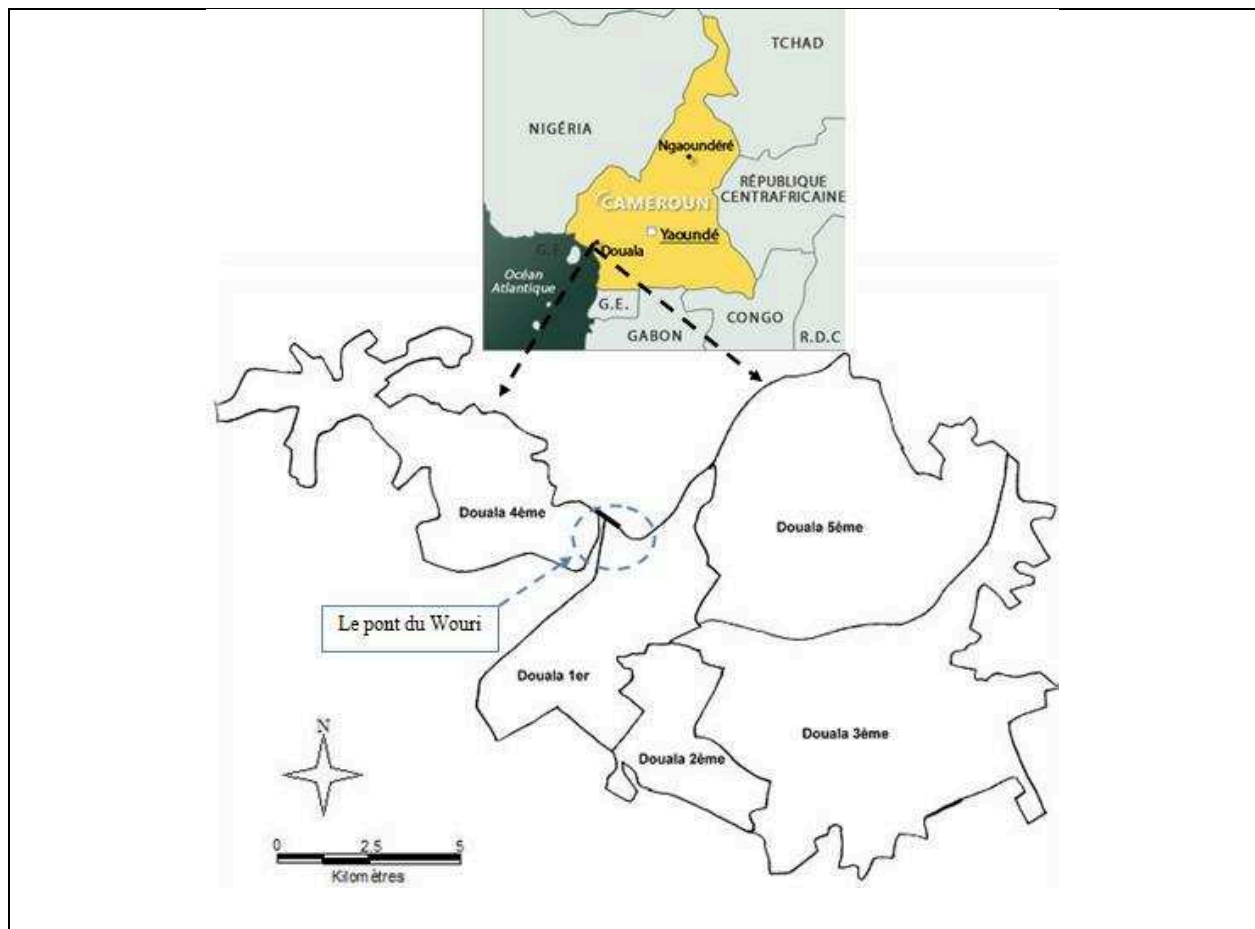 TCHAD
NIGÉRIA
Ngaoundéré
RÉPUBLIQUE
CENTRAFRICAINE
CAMEROUN
Yaoundé
G.E.
Douala
Océan
Atlantique
G.E.
CONGO
GABON
R.D.C
Douala 4ème
Douala 5ème
Le pont du Wouri
Douala 1er
N
Douala 3ème
Douala 2ème
0 2,5 5
Kilomètres